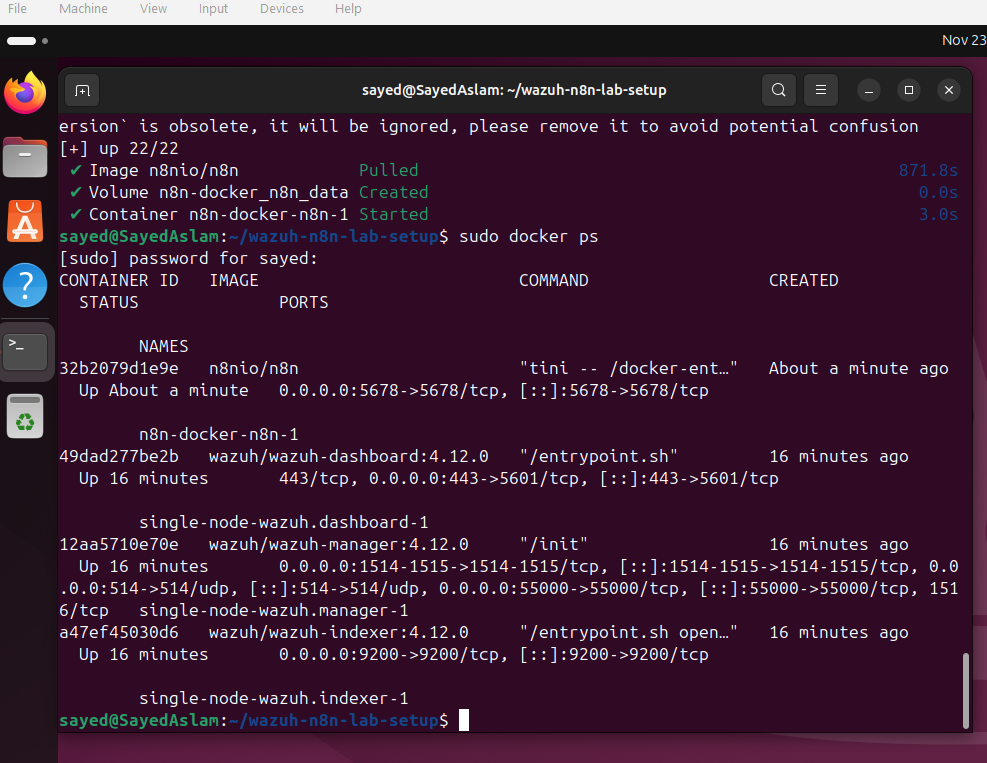 File Machine View Input Devices Help
Nov 23
sayed@SayedAslam: ~/wazuh-n8n-lab-setup
ersion` is obsolete, it will be ignored, please remove it to avoid potential confusion
[+] up 22/22
✔ Image n8nio/n8n Pulled 871.8s
✔ Volume n8n-docker_n8n_data Created 0.0s
✔ Container n8n-docker-n8n-1 Started 3.0s
sayed@SayedAslam:~/wazuh-n8n-lab-setup$ sudo docker ps
[sudo] password for sayed:
CONTAINER ID   IMAGE                          COMMAND                  CREATED
  STATUS              PORTS
        NAMES
32b2079d1e9e   n8nio/n8n                      "tini -- /docker-ent…"   About a minute ago
  Up About a minute   0.0.0.0:5678->5678/tcp, [::]:5678->5678/tcp
        n8n-docker-n8n-1
49dad277be2b   wazuh/wazuh-dashboard:4.12.0   "/entrypoint.sh"         16 minutes ago
  Up 16 minutes       443/tcp, 0.0.0.0:443->5601/tcp, [::]:443->5601/tcp
        single-node-wazuh.dashboard-1
12aa5710e70e   wazuh/wazuh-manager:4.12.0     "/init"                  16 minutes ago
  Up 16 minutes       0.0.0.0:1514-1515->1514-1515/tcp, [::]:1514-1515->1514-1515/tcp, 0.0
.0.0:514->514/udp, [::]:514->514/udp, 0.0.0.0:55000->55000/tcp, [::]:55000->55000/tcp, 151
6/tcp   single-node-wazuh.manager-1
a47ef45030d6   wazuh/wazuh-indexer:4.12.0     "/entrypoint.sh open…"   16 minutes ago
  Up 16 minutes       0.0.0.0:9200->9200/tcp, [::]:9200->9200/tcp
        single-node-wazuh.indexer-1
sayed@SayedAslam:~/wazuh-n8n-lab-setup$